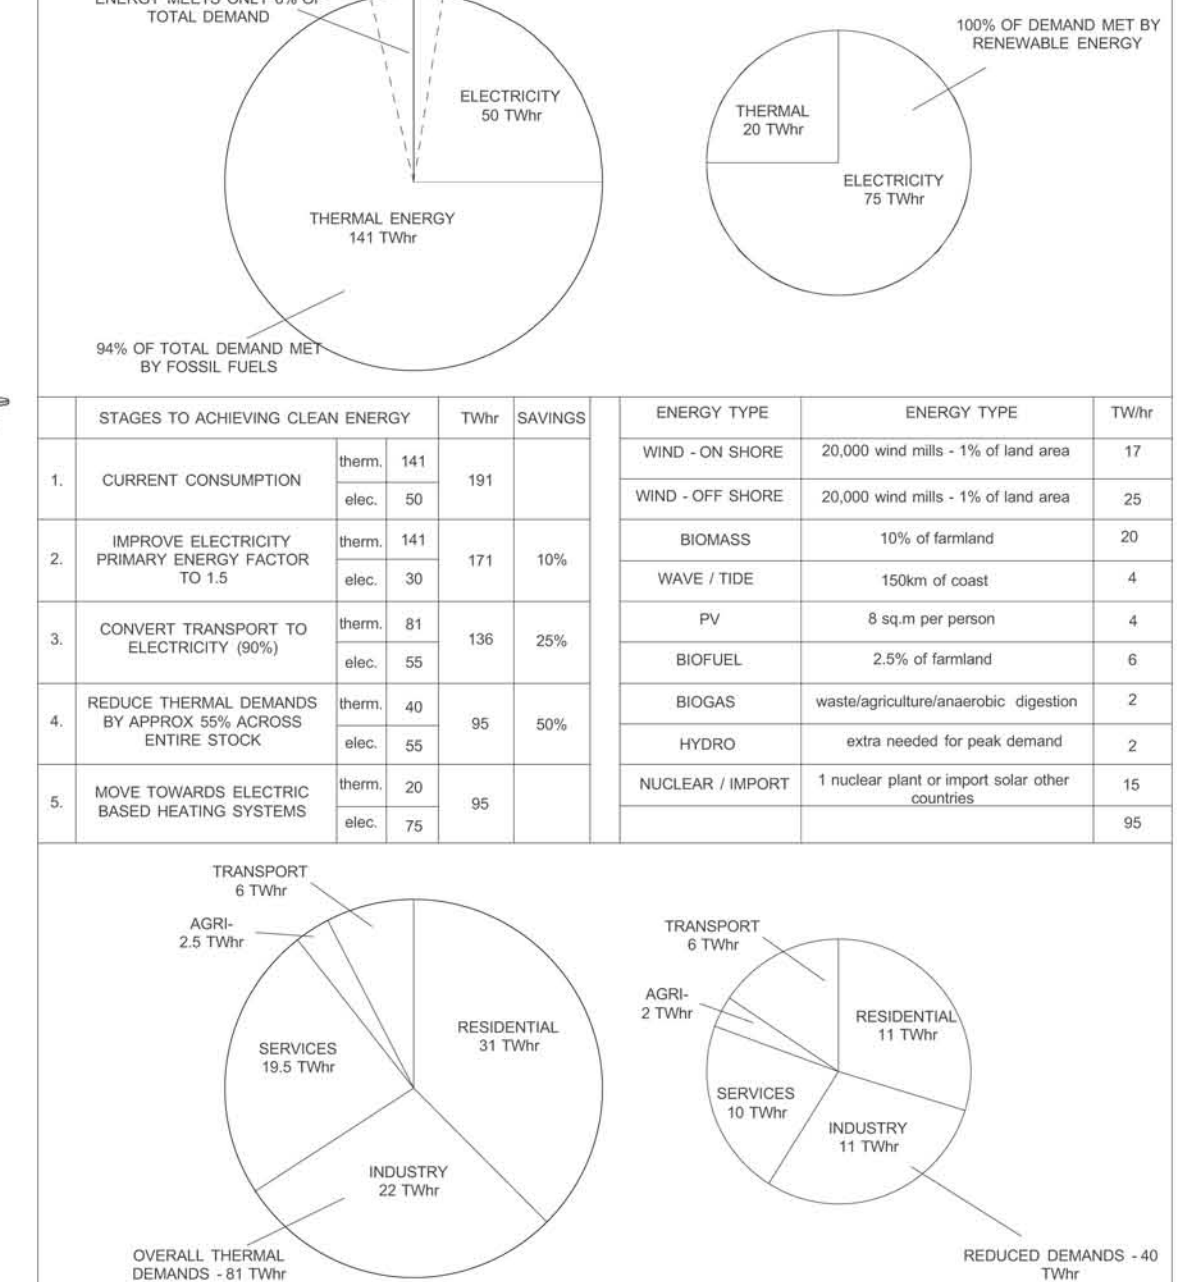 ENERGY MEETS ONLY 6% OF
TOTAL DEMAND
ELECTRICITY
50 TWhr
THERMAL ENERGY
141 TWhr
94% OF TOTAL DEMAND MET
BY FOSSIL FUELS
100% OF DEMAND MET BY
RENEWABLE ENERGY
THERMAL
20 TWhr
ELECTRICITY
75 TWhr
STAGES TO ACHIEVING CLEAN ENERGY TWhr SAVINGS
1. CURRENT CONSUMPTION therm. 141 191
elec. 50
2. IMPROVE ELECTRICITY
PRIMARY ENERGY FACTOR
TO 1.5
therm. 141 171 10%
elec. 30
3. CONVERT TRANSPORT TO
ELECTRICITY (90%)
therm. 81 136 25%
elec. 55
4. REDUCE THERMAL DEMANDS
BY APPROX 55% ACROSS
ENTIRE STOCK
therm. 40 95 50%
elec. 55
5. MOVE TOWARDS ELECTRIC
BASED HEATING SYSTEMS
therm. 20 95
elec. 75
ENERGY TYPE ENERGY TYPE TW/hr
WIND - ON SHORE 20,000 wind mills - 1% of land area 17
WIND - OFF SHORE 20,000 wind mills - 1% of land area 25
BIOMASS 10% of farmland 20
WAVE / TIDE 150km of coast 4
PV 8 sq.m per person 4
BIOFUEL 2.5% of farmland 6
BIOGAS waste/agriculture/anaerobic digestion 2
HYDRO extra needed for peak demand 2
NUCLEAR / IMPORT 1 nuclear plant or import solar other
countries 15
95
TRANSPORT
6 TWhr
AGRI-
2.5 TWhr
SERVICES
19.5 TWhr
RESIDENTIAL
31 TWhr
INDUSTRY
22 TWhr
OVERALL THERMAL
DEMANDS - 81 TWhr
TRANSPORT
6 TWhr
AGRI-
2 TWhr
RESIDENTIAL
11 TWhr
SERVICES
10 TWhr
INDUSTRY
11 TWhr
REDUCED DEMANDS - 40
TWhr